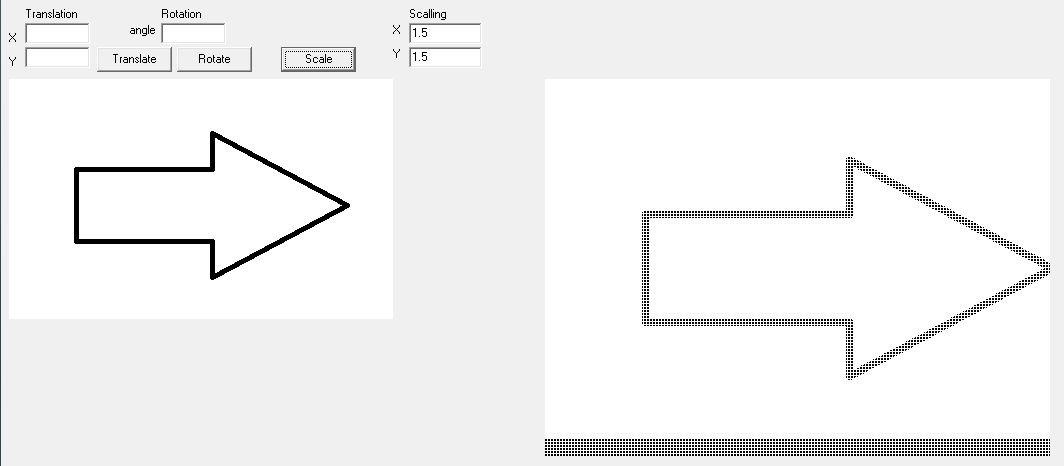 Translation
Rotation
Scalling
X
angle
X
1.5
Y
Translate
Rotate
Scale
Y
1.5